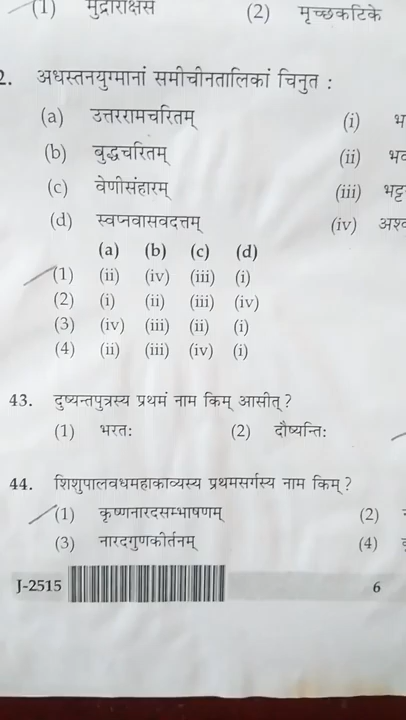 (1) मुद्राराक्षस (2) मृच्छकटिके
2. अधस्तनयुग्मानां समीचीनतालिकां चिनुत :
(a) उत्तररामचरितम् (i) भ
(b) बुद्धचरितम् (ii) भव
(c) वेणीसंहारम् (iii) भट्ट
(d) स्वप्नवासवदत्तम् (iv) अश्व
(a) (b) (c) (d)
(1) (ii) (iv) (iii) (i)
(2) (i) (ii) (iii) (iv)
(3) (iv) (iii) (ii) (i)
(4) (ii) (iii) (iv) (i)
43. दुष्यन्तपुत्रस्य प्रथमं नाम किम् आसीत् ?
(1) भरतः (2) दौष्यन्तिः
44. शिशुपालवधमहाकाव्यस्य प्रथमसर्गस्य नाम किम् ?
(1) कृष्णनारदसम्भाषणम् (2)
(3) नारदगुणकीर्तनम् (4)
J-2515 6